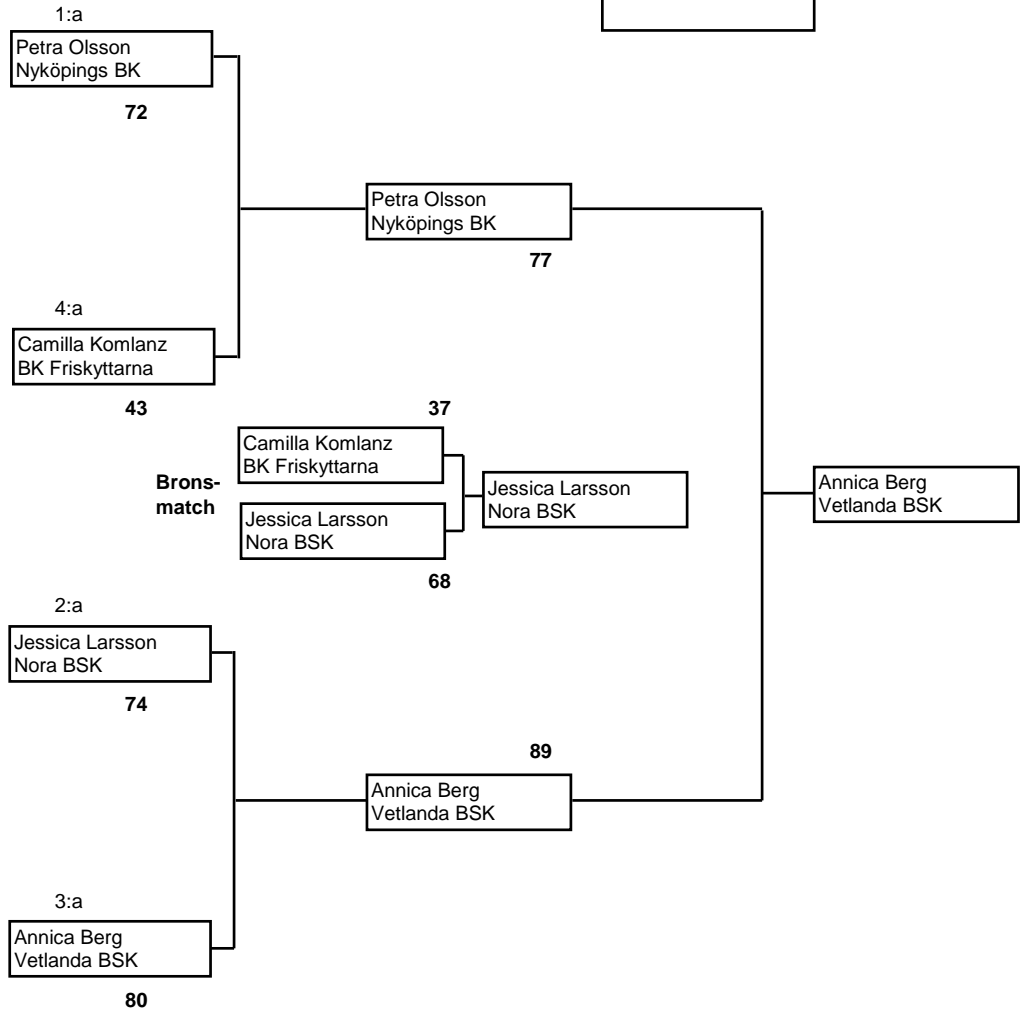 1:a
Petra Olsson
Nyköpings BK
72
Petra Olsson
Nyköpings BK
77
4:a
Camilla Komlanz
BK Friskyttarna
43
37
Camilla Komlanz
BK Friskyttarna
Brons-
match
Jessica Larsson
Nora BSK
68
Jessica Larsson
Nora BSK
Annica Berg
Vetlanda BSK
2:a
Jessica Larsson
Nora BSK
74
89
Annica Berg
Vetlanda BSK
3:a
Annica Berg
Vetlanda BSK
80